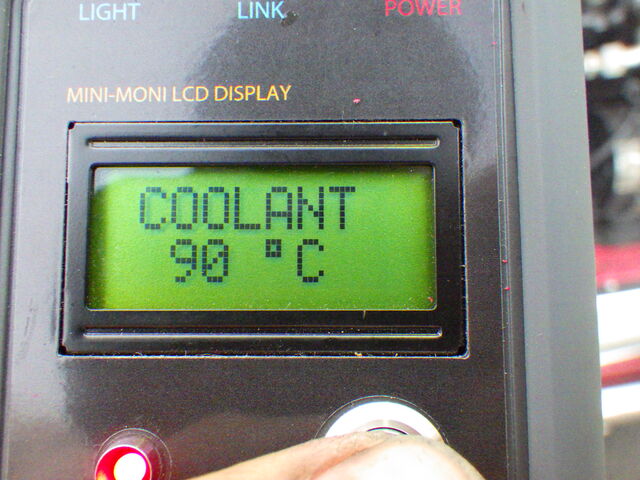 LIGHT LINK POWER
MINI-MONI LCD DISPLAY
COOLANT
90 °C